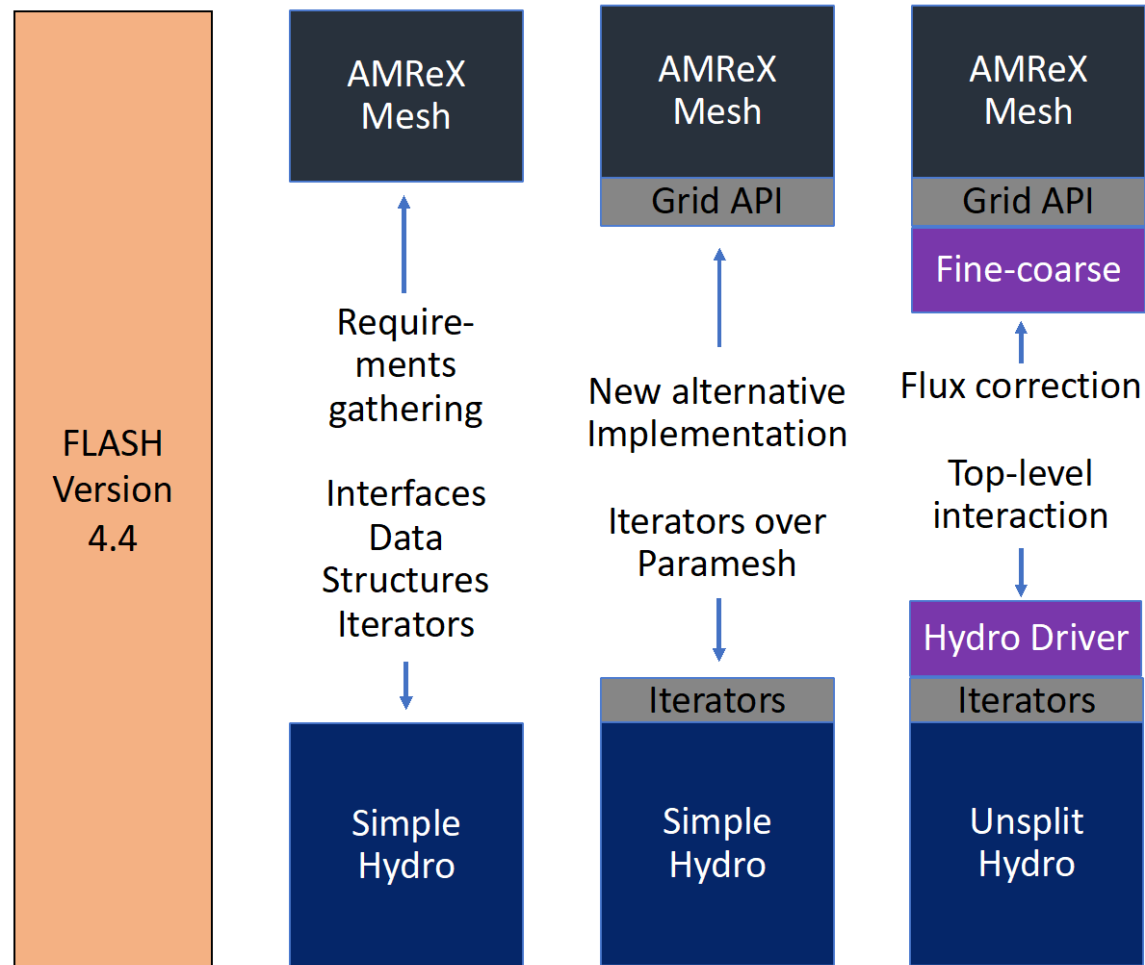 FLASH
Version
4.4
AMReX
Mesh
Require-
ments
gathering
Interfaces
Data
Structures
Iterators
Simple
Hydro
AMReX
Mesh
Grid API
New alternative
Implementation
Iterators over
Paramesh
Iterators
Simple
Hydro
AMReX
Mesh
Grid API
Fine-coarse
Flux correction
Top-level
interaction
Hydro Driver
Iterators
Unsplit
Hydro